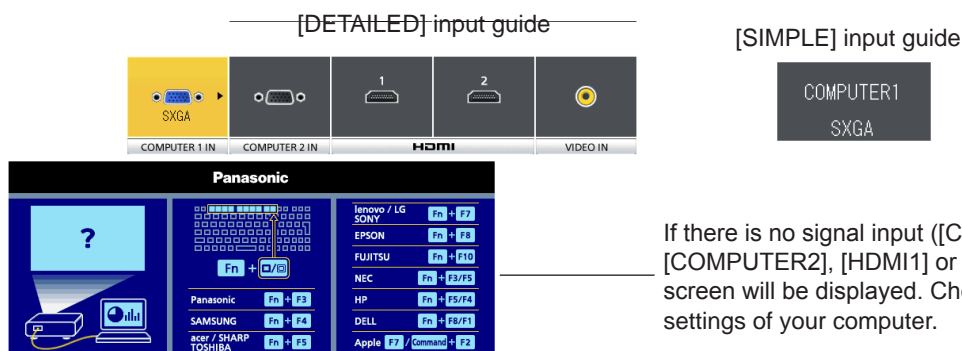 [DETAILED] input guide
[SIMPLE] input guide
1
2
SXGA
COMPUTER 1 IN
COMPUTER 2 IN
HDMI
VIDEO IN
COMPUTER1
SXGA
Panasonic
?
Fn +
Panasonic Fn + F3
SAMSUNG Fn + F4
acer / SHARP
TOSHIBA Fn + F5
lenovo / LG
SONY Fn + F7
EPSON Fn + F8
FUJITSU Fn + F10
NEC Fn + F3/F5
HP Fn + F5/F4
DELL Fn + F8/F1
Apple F7 / Command + F2
If there is no signal input ([C
[COMPUTER2], [HDMI1] or
screen will be displayed. Che
settings of your computer.